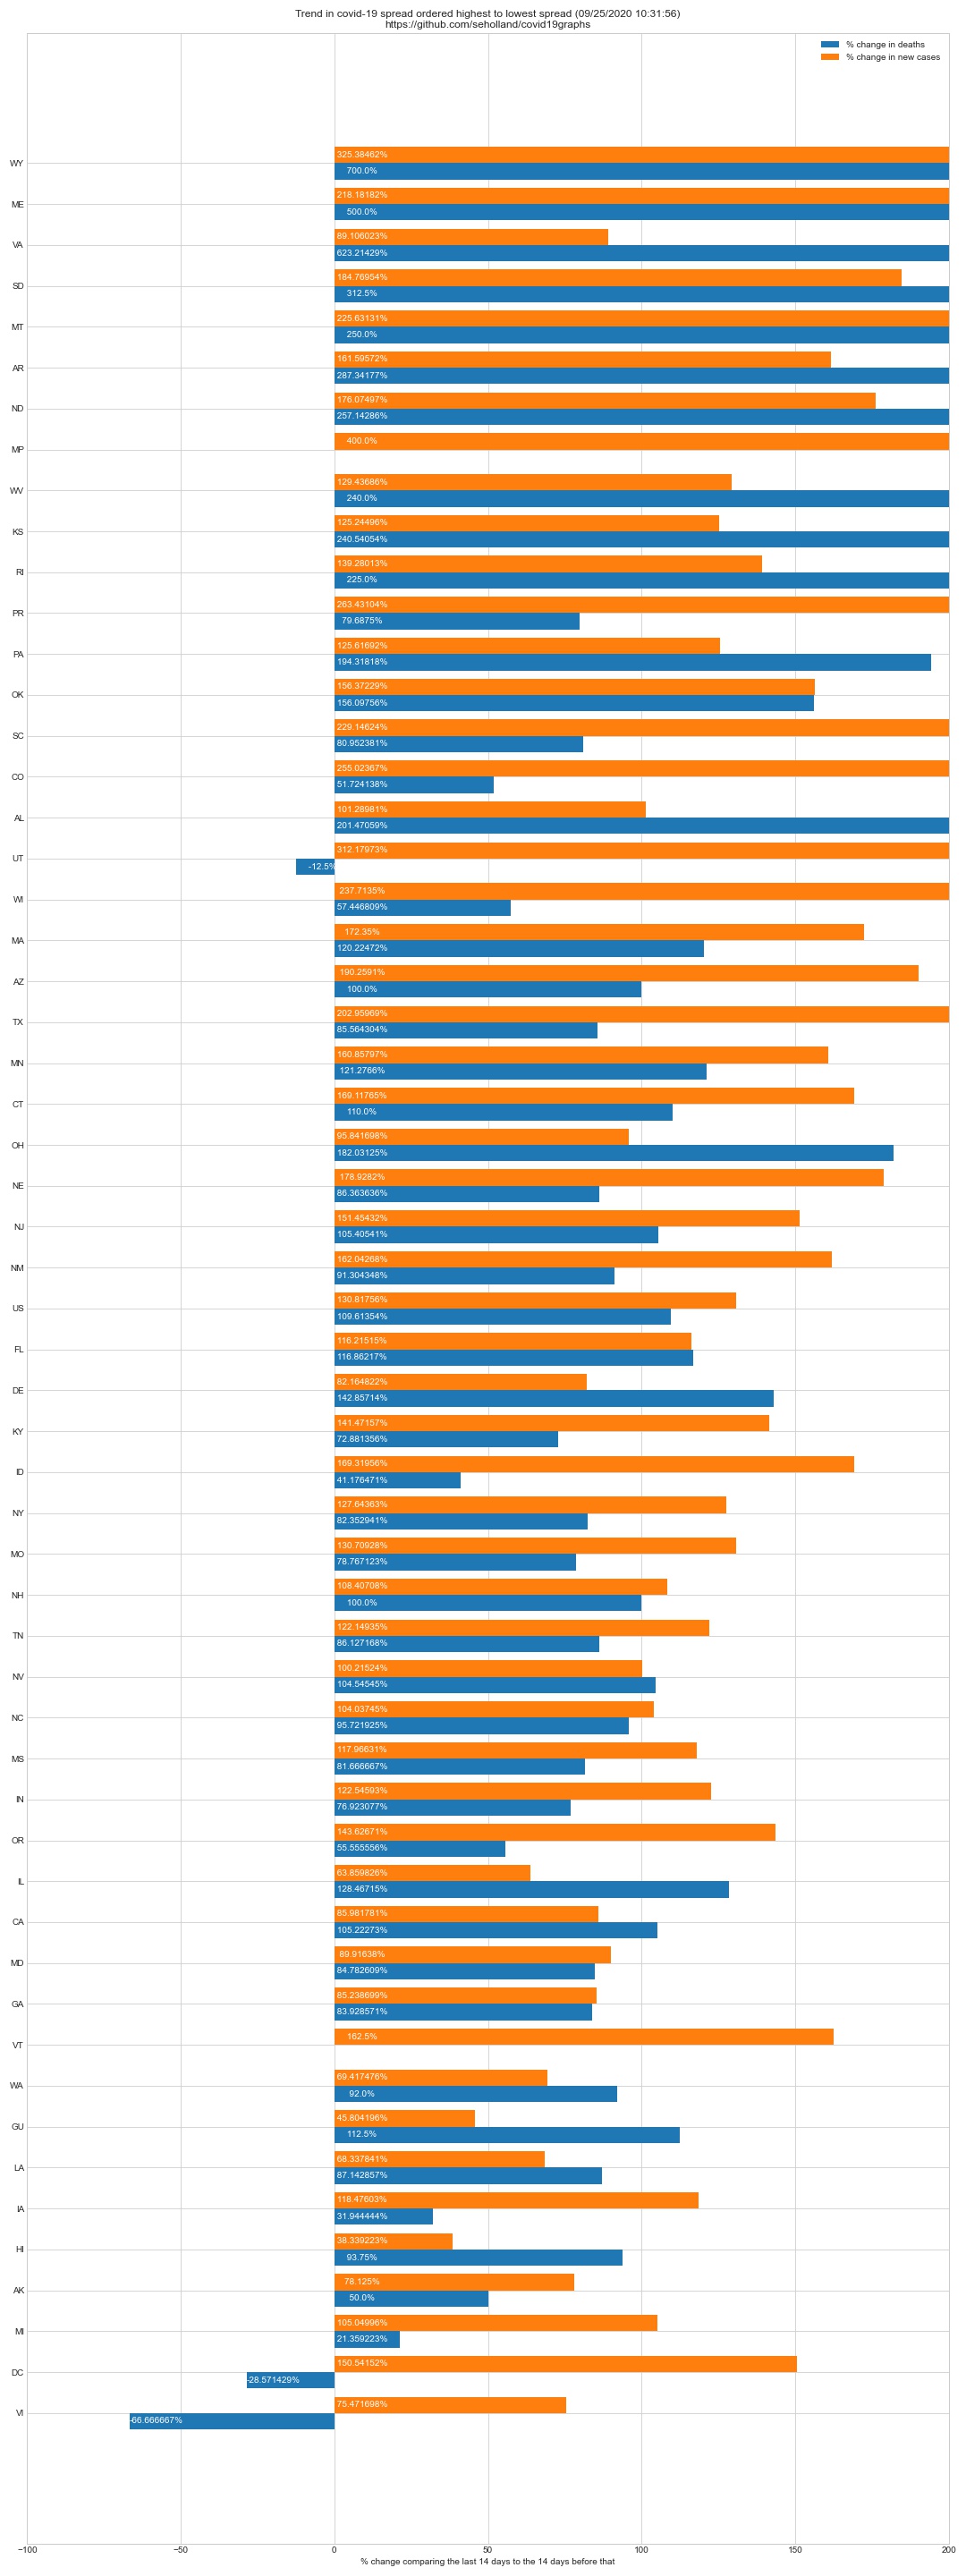 Trend in covid-19 spread ordered highest to lowest spread (09/25/2020 10:31:56)
https://github.com/seholland/covid19graphs
% change in deaths
% change in new cases
325.38462%
WY
700.0%
218.18182%
ME
500.0%
89.106023%
VA
623.21429%
184.76954%
SD
312.5%
225.63131%
MT
250.0%
161.59572%
AR
287.34177%
176.07497%
ND
257.14286%
400.0%
MP
129.43686%
WV
240.0%
125.24496%
KS
240.54054%
139.28013%
RI
225.0%
263.43104%
PR
79.6875%
125.61692%
PA
194.31818%
156.37229%
OK
156.09756%
229.14624%
SC
80.952381%
255.02367%
CO
51.724138%
101.28981%
AL
201.47059%
312.17973%
UT
-12.5%
237.7135%
WI
57.446809%
172.35%
MA
120.22472%
190.2591%
AZ
100.0%
202.95969%
TX
85.564304%
160.85797%
MN
121.2766%
169.11765%
CT
110.0%
95.841698%
OH
182.03125%
178.9282%
NE
86.363636%
151.45432%
NJ
105.40541%
162.04268%
NM
91.304348%
130.81756%
US
109.61354%
116.21515%
FL
116.86217%
82.164822%
DE
142.85714%
141.47157%
KY
72.881356%
169.31956%
ID
41.176471%
127.64363%
NY
82.352941%
130.70928%
MO
78.767123%
108.40708%
NH
100.0%
122.14935%
TN
86.127168%
100.21524%
NV
104.54545%
104.03745%
NC
95.721925%
117.96631%
MS
81.666667%
122.54593%
IN
76.923077%
143.62671%
OR
55.555556%
63.859826%
IL
128.46715%
85.981781%
CA
105.22273%
89.91638%
MD
84.782609%
85.238699%
GA
83.928571%
162.5%
VT
69.417476%
WA
92.0%
45.804196%
GU
112.5%
68.337841%
LA
87.142857%
118.47603%
IA
31.944444%
38.339223%
HI
93.75%
78.125%
AK
50.0%
105.04996%
MI
21.359223%
150.54152%
DC
-28.571429%
75.471698%
VI
-66.666667%
−100 −50 0 50 100 150 200
% change comparing the last 14 days to the 14 days before that